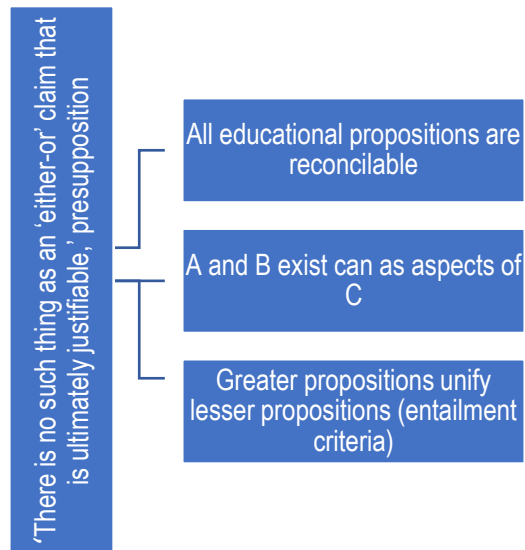 ‘There is no such thing as an ‘either-or’ claim that
is ultimately justifiable,’ presupposition
All educational propositions are
reconcilable
A and B exist can as aspects of
C
Greater propositions unify
lesser propositions (entailment
criteria)